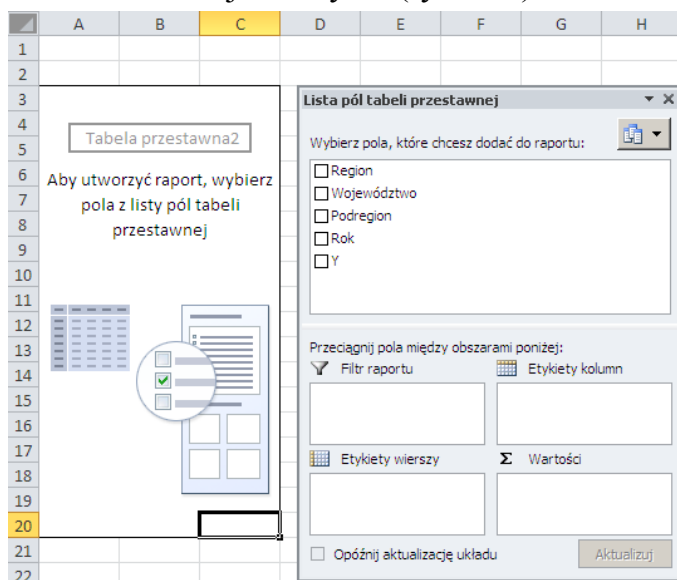 A B C D E F G H
1
2
3
4
5
6
7
8
9
10
11
12
13
14
15
16
17
18
19
20
21
22
Tabela przestawna2
Aby utworzyć raport, wybierz
pola z listy pól tabeli
przestawnej
Lista pól tabeli przestawnej
Wybierz pola, które chcesz dodać do raportu:
Region
Województwo
Podregion
Rok
Y
Przeciągnij pola między obszarami poniżej:
Filtr raportu Etykiety kolumn
Etykiety wierszy Σ Wartości
Opóźnij aktualizację układu Aktualizuj